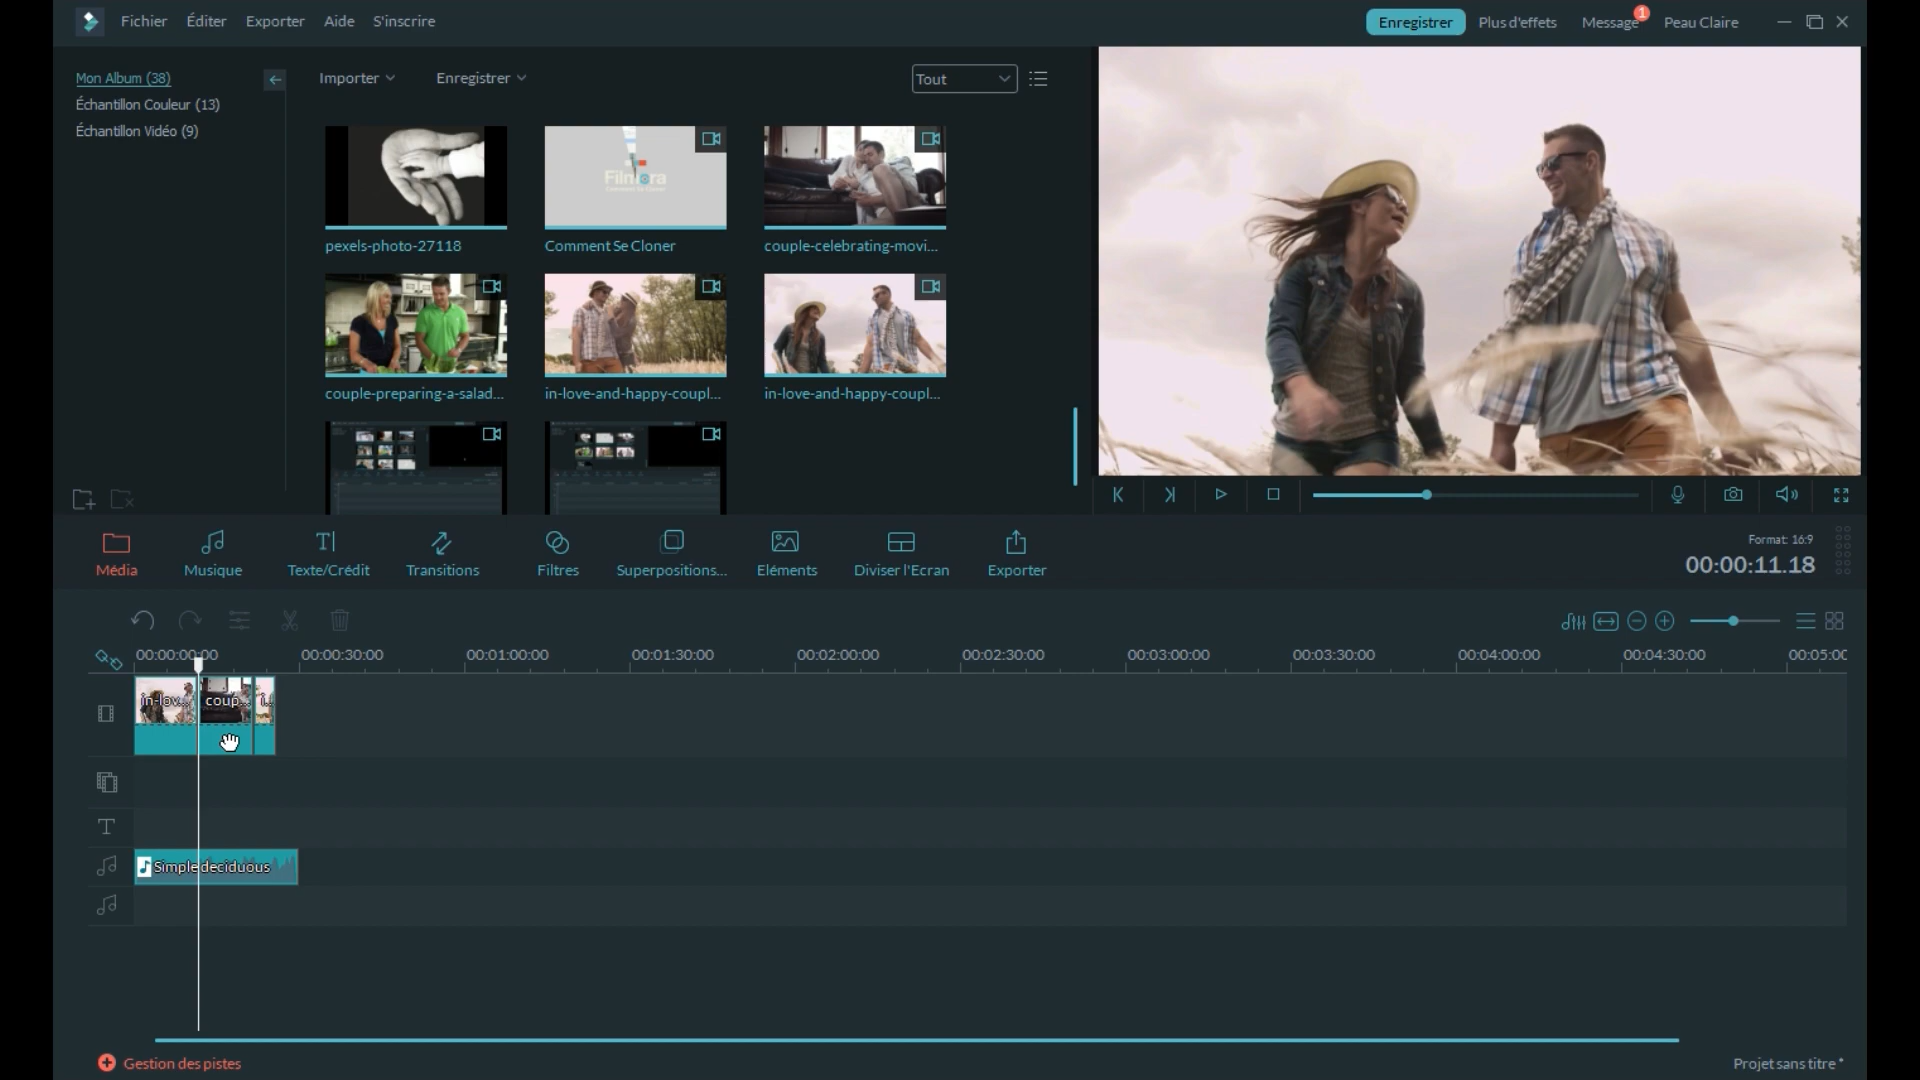 Fichier Éditer Exporter Aide S'inscrire
Enregistrer Plus d'effets Message 1 Peau Claire
Mon Album (38)
Échantillon Couleur (13)
Échantillon Vidéo (9)
Importer Enregistrer Tout
pexels-photo-27118 Comment Se Cloner couple-celebrating-movi...
couple-preparing-a-salad... in-love-and-happy-coupl... in-love-and-happy-coupl...
Média Musique Texte/Crédit Transitions Filtres Superpositions... Eléments Diviser l'Ecran Exporter
Format: 16:9
00:00:11.18
00:00:00:00 00:00:30:00 00:01:00:00 00:01:30:00 00:02:00:00 00:02:30:00 00:03:00:00 00:03:30:00 00:04:00:00 00:04:30:00 00:05:00
in-lov... coup... i...
Simple deciduous
Gestion des pistes
Projet sans titre *